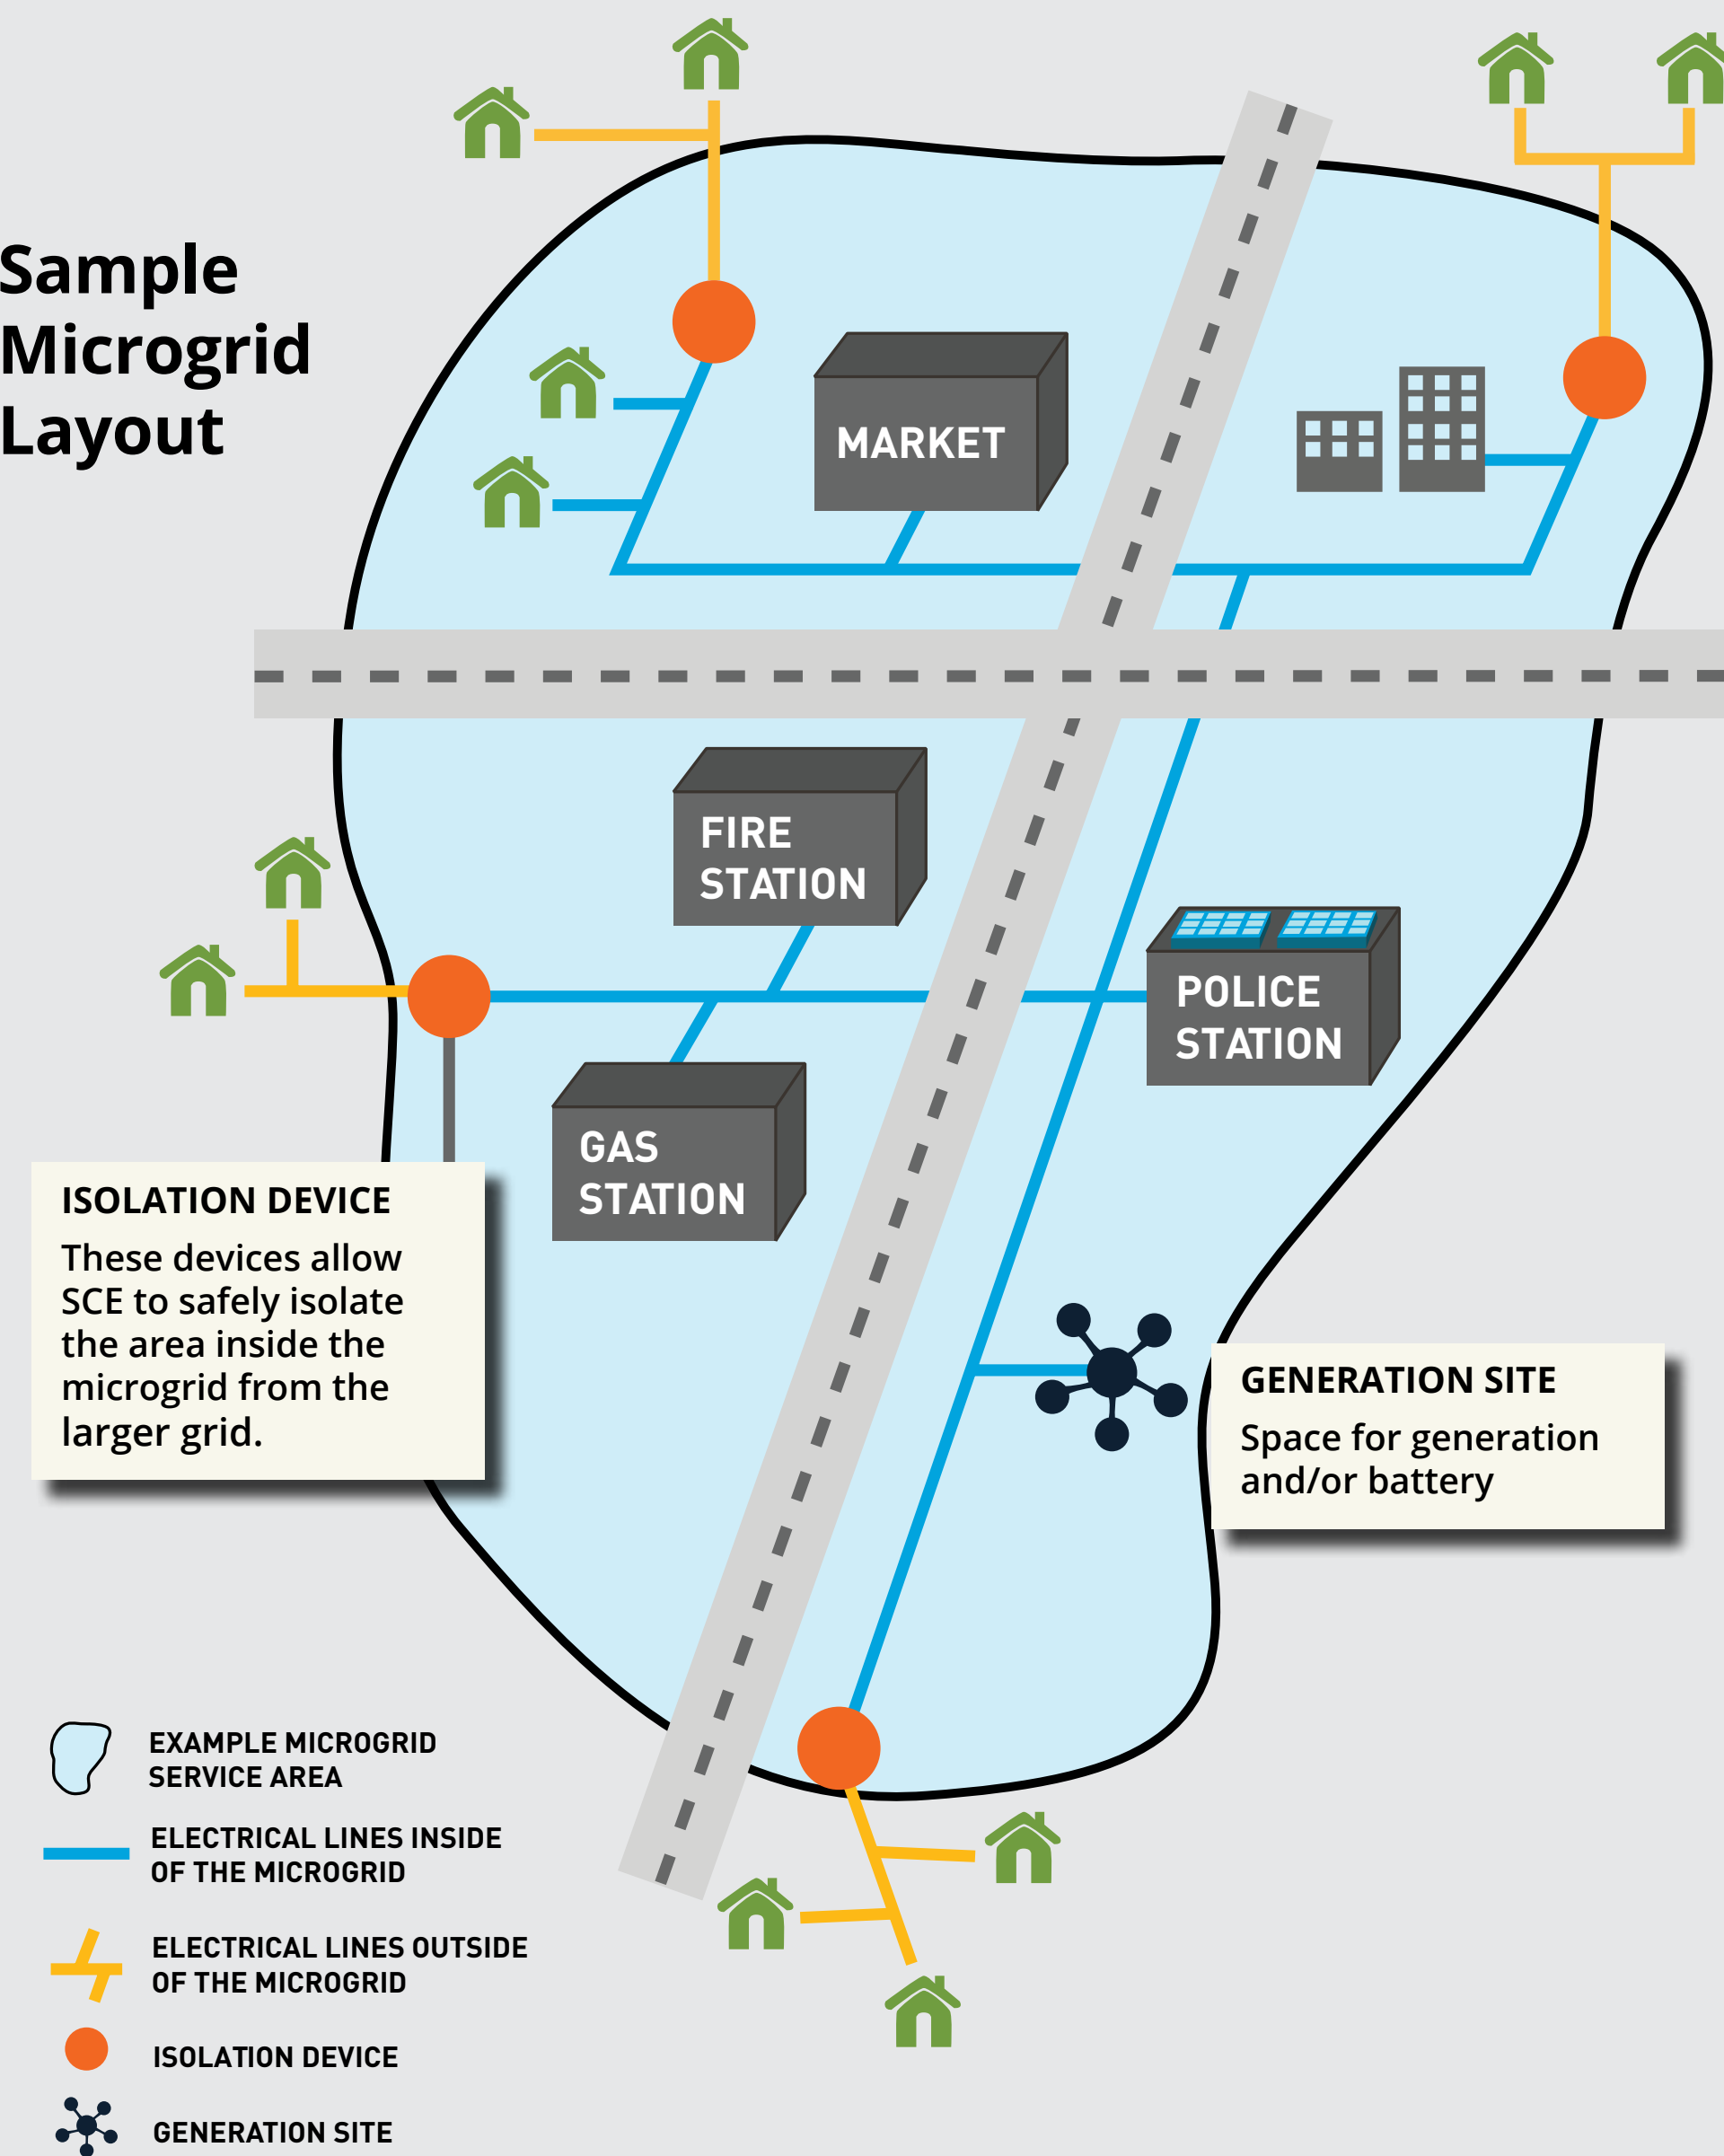 Sample
Microgrid
Layout
MARKET
FIRE
STATION
POLICE
STATION
GAS
STATION
ISOLATION DEVICE
These devices allow
SCE to safely isolate
the area inside the
microgrid from the
larger grid.
GENERATION SITE
Space for generation
and/or battery
EXAMPLE MICROGRID
SERVICE AREA
ELECTRICAL LINES INSIDE
OF THE MICROGRID
ELECTRICAL LINES OUTSIDE
OF THE MICROGRID
ISOLATION DEVICE
GENERATION SITE